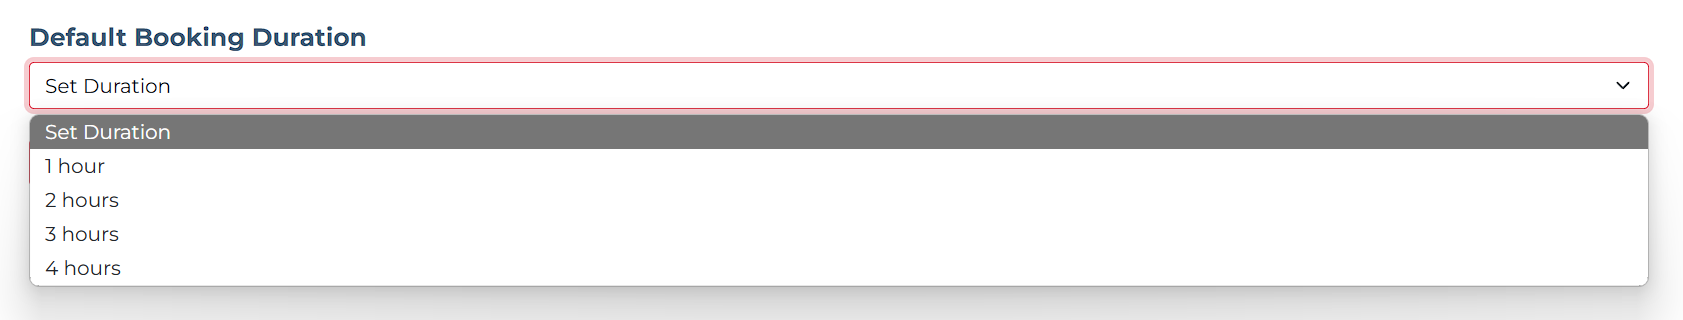 Default Booking Duration
Set Duration
Set Duration
1 hour
2 hours
3 hours
4 hours